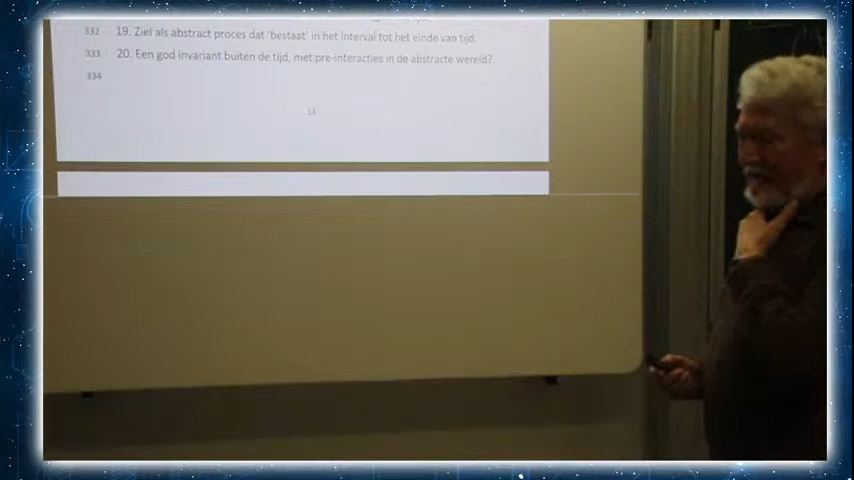 332 19. Ziel als abstract proces dat 'bestaat' in het interval tot het einde van tijd.
333 20. Een god invariant buiten de tijd, met pre-interacties in de abstracte wereld?
334